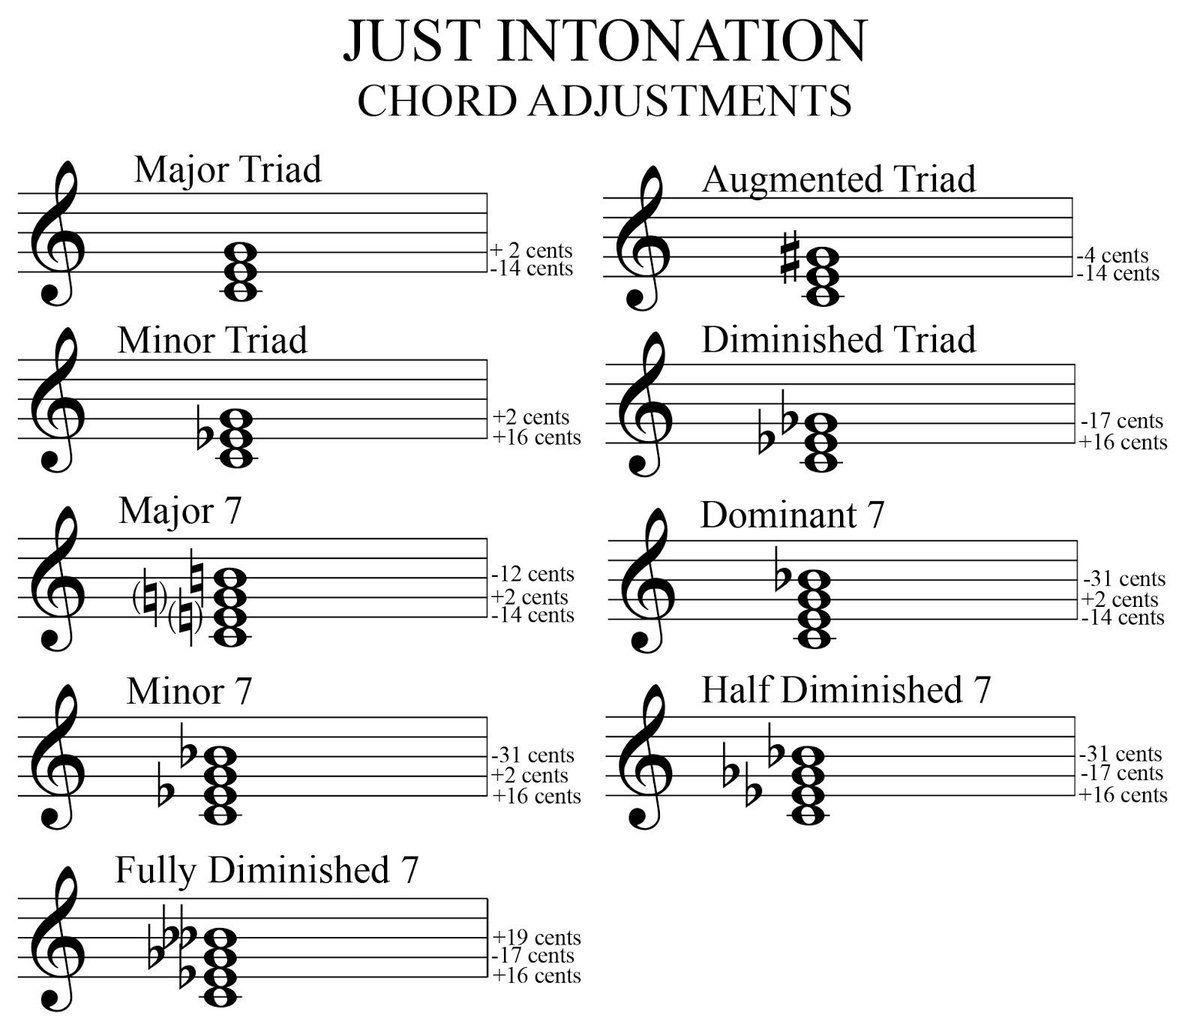 JUST INTONATION
CHORD ADJUSTMENTS
Major Triad
+ 2 cents
-14 cents
Augmented Triad
-4 cents
-14 cents
Minor Triad
+2 cents
+16 cents
Diminished Triad
-17 cents
+16 cents
Major 7
-12 cents
+2 cents
-14 cents
Dominant 7
-31 cents
+2 cents
-14 cents
Minor 7
-31 cents
+2 cents
+16 cents
Half Diminished 7
-31 cents
-17 cents
+16 cents
Fully Diminished 7
+19 cents
-17 cents
+16 cents